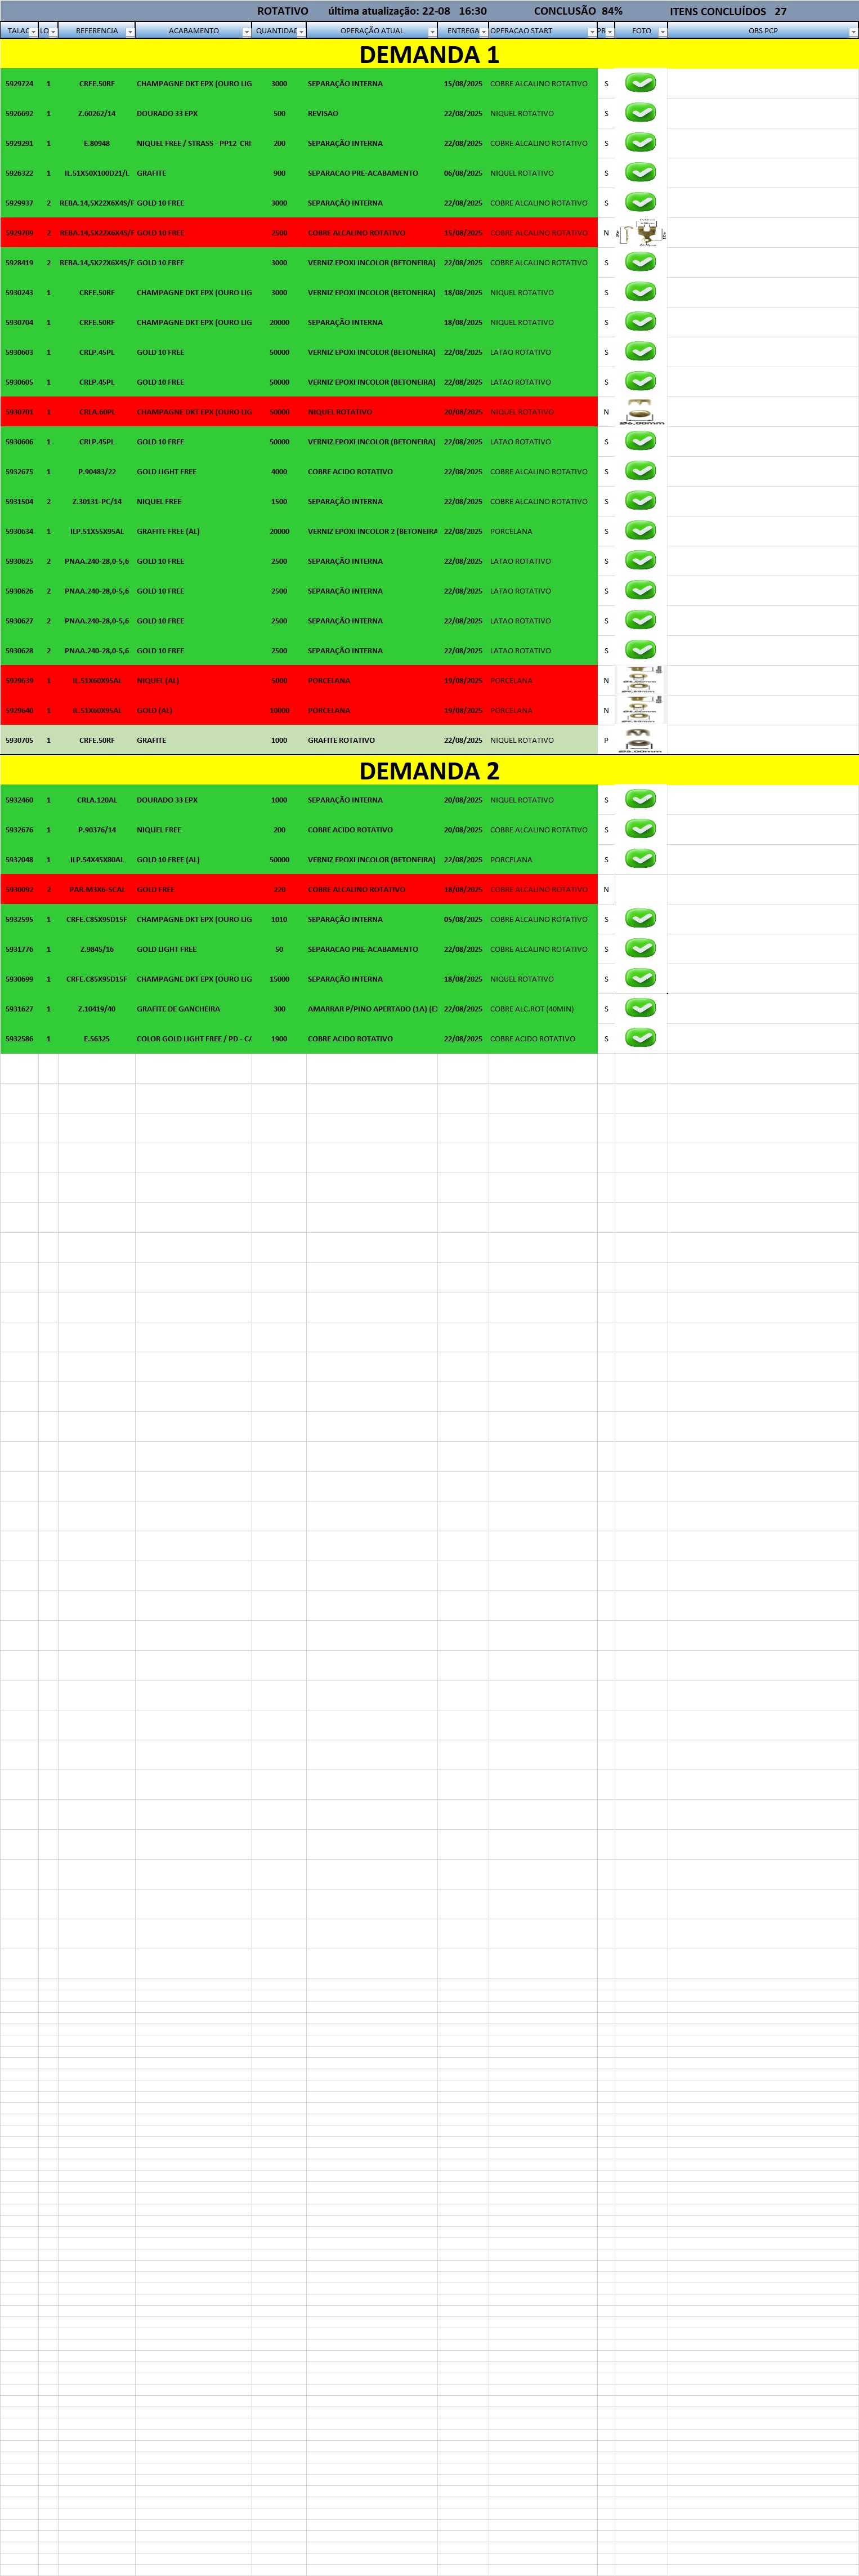 ROTATIVO última atualização: 22-08 16:30 CONCLUSÃO 84% ITENS CONCLUÍDOS 27
TALAO LO REFERENCIA ACABAMENTO QUANTIDAD OPERAÇÃO ATUAL ENTREGA OPERACAO START PR FOTO OBS PCP
DEMANDA 1
5929724 1 CRFE.50RF CHAMPAGNE DKT EPX (OURO LIG 3000 SEPARAÇÃO INTERNA 15/08/2025 COBRE ALCALINO ROTATIVO S
5926692 1 Z.60262/14 DOURADO 33 EPX 500 REVISAO 22/08/2025 NIQUEL ROTATIVO S
5929291 1 E.80948 NIQUEL FREE / STRASS - PP12 CRI 200 SEPARAÇÃO INTERNA 22/08/2025 COBRE ALCALINO ROTATIVO S
5926322 1 IL.51X50X100D21/L GRAFITE 900 SEPARACAO PRE-ACABAMENTO 06/08/2025 NIQUEL ROTATIVO S
5929937 2 REBA.14,5X22X6X4S/F GOLD 10 FREE 3000 SEPARAÇÃO INTERNA 22/08/2025 COBRE ALCALINO ROTATIVO S
5929709 2 REBA.14,5X22X6X4S/F GOLD 10 FREE 2500 COBRE ALCALINO ROTATIVO 15/08/2025 COBRE ALCALINO ROTATIVO N
5928419 2 REBA.14,5X22X6X4S/F GOLD 10 FREE 3000 VERNIZ EPOXI INCOLOR (BETONEIRA) 22/08/2025 COBRE ALCALINO ROTATIVO S
5930243 1 CRFE.50RF CHAMPAGNE DKT EPX (OURO LIG 3000 VERNIZ EPOXI INCOLOR (BETONEIRA) 18/08/2025 NIQUEL ROTATIVO S
5930704 1 CRFE.50RF CHAMPAGNE DKT EPX (OURO LIG 20000 SEPARAÇÃO INTERNA 18/08/2025 NIQUEL ROTATIVO S
5930603 1 CRLP.45PL GOLD 10 FREE 50000 VERNIZ EPOXI INCOLOR (BETONEIRA) 22/08/2025 LATAO ROTATIVO S
5930605 1 CRLP.45PL GOLD 10 FREE 50000 VERNIZ EPOXI INCOLOR (BETONEIRA) 22/08/2025 LATAO ROTATIVO S
5930701 1 CRLA.60PL CHAMPAGNE DKT EPX (OURO LIG 50000 NIQUEL ROTATIVO 20/08/2025 NIQUEL ROTATIVO N Ø6,00mm
5930606 1 CRLP.45PL GOLD 10 FREE 50000 VERNIZ EPOXI INCOLOR (BETONEIRA) 22/08/2025 LATAO ROTATIVO S
5932675 1 P.90483/22 GOLD LIGHT FREE 4000 COBRE ACIDO ROTATIVO 22/08/2025 COBRE ALCALINO ROTATIVO S
5931504 2 Z.30131-PC/14 NIQUEL FREE 1500 SEPARAÇÃO INTERNA 22/08/2025 COBRE ALCALINO ROTATIVO S
5930634 1 ILP.51X55X95AL GRAFITE FREE (AL) 20000 VERNIZ EPOXI INCOLOR 2 (BETONEIRA 22/08/2025 PORCELANA S
5930625 2 PNAA.240-28,0-5,6 GOLD 10 FREE 2500 SEPARAÇÃO INTERNA 22/08/2025 LATAO ROTATIVO S
5930626 2 PNAA.240-28,0-5,6 GOLD 10 FREE 2500 SEPARAÇÃO INTERNA 22/08/2025 LATAO ROTATIVO S
5930627 2 PNAA.240-28,0-5,6 GOLD 10 FREE 2500 SEPARAÇÃO INTERNA 22/08/2025 LATAO ROTATIVO S
5930628 2 PNAA.240-28,0-5,6 GOLD 10 FREE 2500 SEPARAÇÃO INTERNA 22/08/2025 LATAO ROTATIVO S
5929639 1 IL.51X60X95AL NIQUEL (AL) 5000 PORCELANA 19/08/2025 PORCELANA N
5929640 1 IL.51X60X95AL GOLD (AL) 10000 PORCELANA 19/08/2025 PORCELANA N
5930705 1 CRFE.50RF GRAFITE 1000 GRAFITE ROTATIVO 22/08/2025 NIQUEL ROTATIVO P Ø5,00mm
DEMANDA 2
5932460 1 CRLA.120AL DOURADO 33 EPX 1000 SEPARAÇÃO INTERNA 20/08/2025 NIQUEL ROTATIVO S
5932676 1 P.90376/14 NIQUEL FREE 200 COBRE ACIDO ROTATIVO 20/08/2025 COBRE ALCALINO ROTATIVO S
5932048 1 ILP.54X45X80AL GOLD 10 FREE (AL) 50000 VERNIZ EPOXI INCOLOR (BETONEIRA) 22/08/2025 PORCELANA S
5930092 2 PAR.M3X6-5CAL GOLD FREE 220 COBRE ALCALINO ROTATIVO 18/08/2025 COBRE ALCALINO ROTATIVO N
5932595 1 CRFE.C85X95D15F CHAMPAGNE DKT EPX (OURO LIG 1010 SEPARAÇÃO INTERNA 05/08/2025 COBRE ALCALINO ROTATIVO S
5931776 1 Z.9845/16 GOLD LIGHT FREE 50 SEPARACAO PRE-ACABAMENTO 22/08/2025 COBRE ALCALINO ROTATIVO S
5930699 1 CRFE.C85X95D15F CHAMPAGNE DKT EPX (OURO LIG 15000 SEPARAÇÃO INTERNA 18/08/2025 NIQUEL ROTATIVO S
5931627 1 Z.10419/40 GRAFITE DE GANCHEIRA 300 AMARRAR P/PINO APERTADO (1A) (E 22/08/2025 COBRE ALC.ROT (40MIN) S
5932586 1 E.56325 COLOR GOLD LIGHT FREE / PD - CA 1900 COBRE ACIDO ROTATIVO 22/08/2025 COBRE ACIDO ROTATIVO S